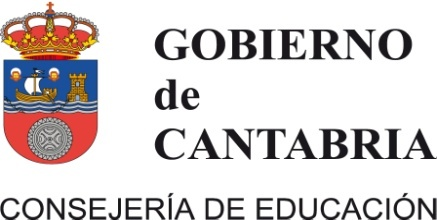 GOBIERNO
de
CANTABRIA
CONSEJERÍA DE EDUCACIÓN